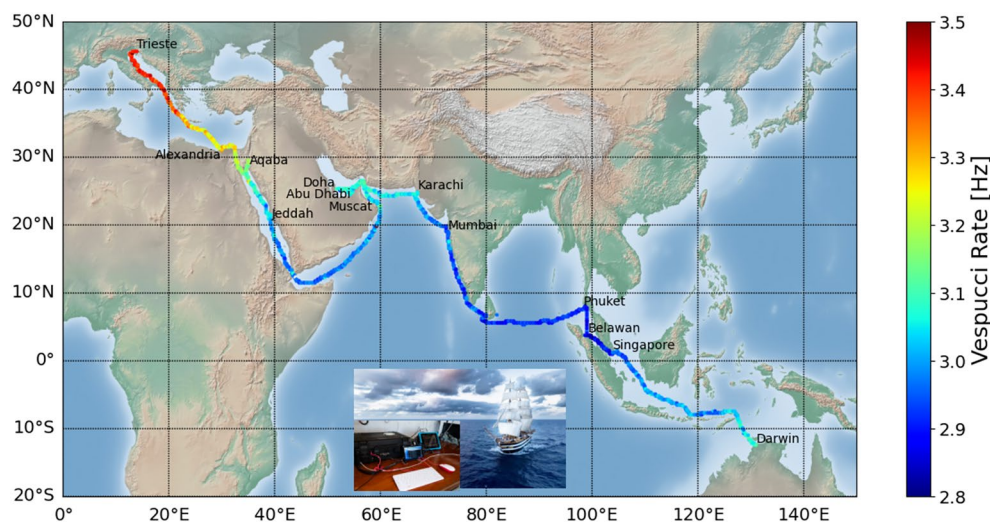 50°N
40°N
30°N
20°N
10°N
0°
10°S
20°S
0°
20°E
40°E
60°E
80°E
100°E
120°E
140°E
Trieste
Alexandria
Aqaba
Jeddah
Doha
Abu Dhabi
Muscat
Karachi
Mumbai
Phuket
Belawan
Singapore
Darwin
3.5
3.4
3.3
3.2
3.1
3.0
2.9
2.8
Vespucci Rate [Hz]